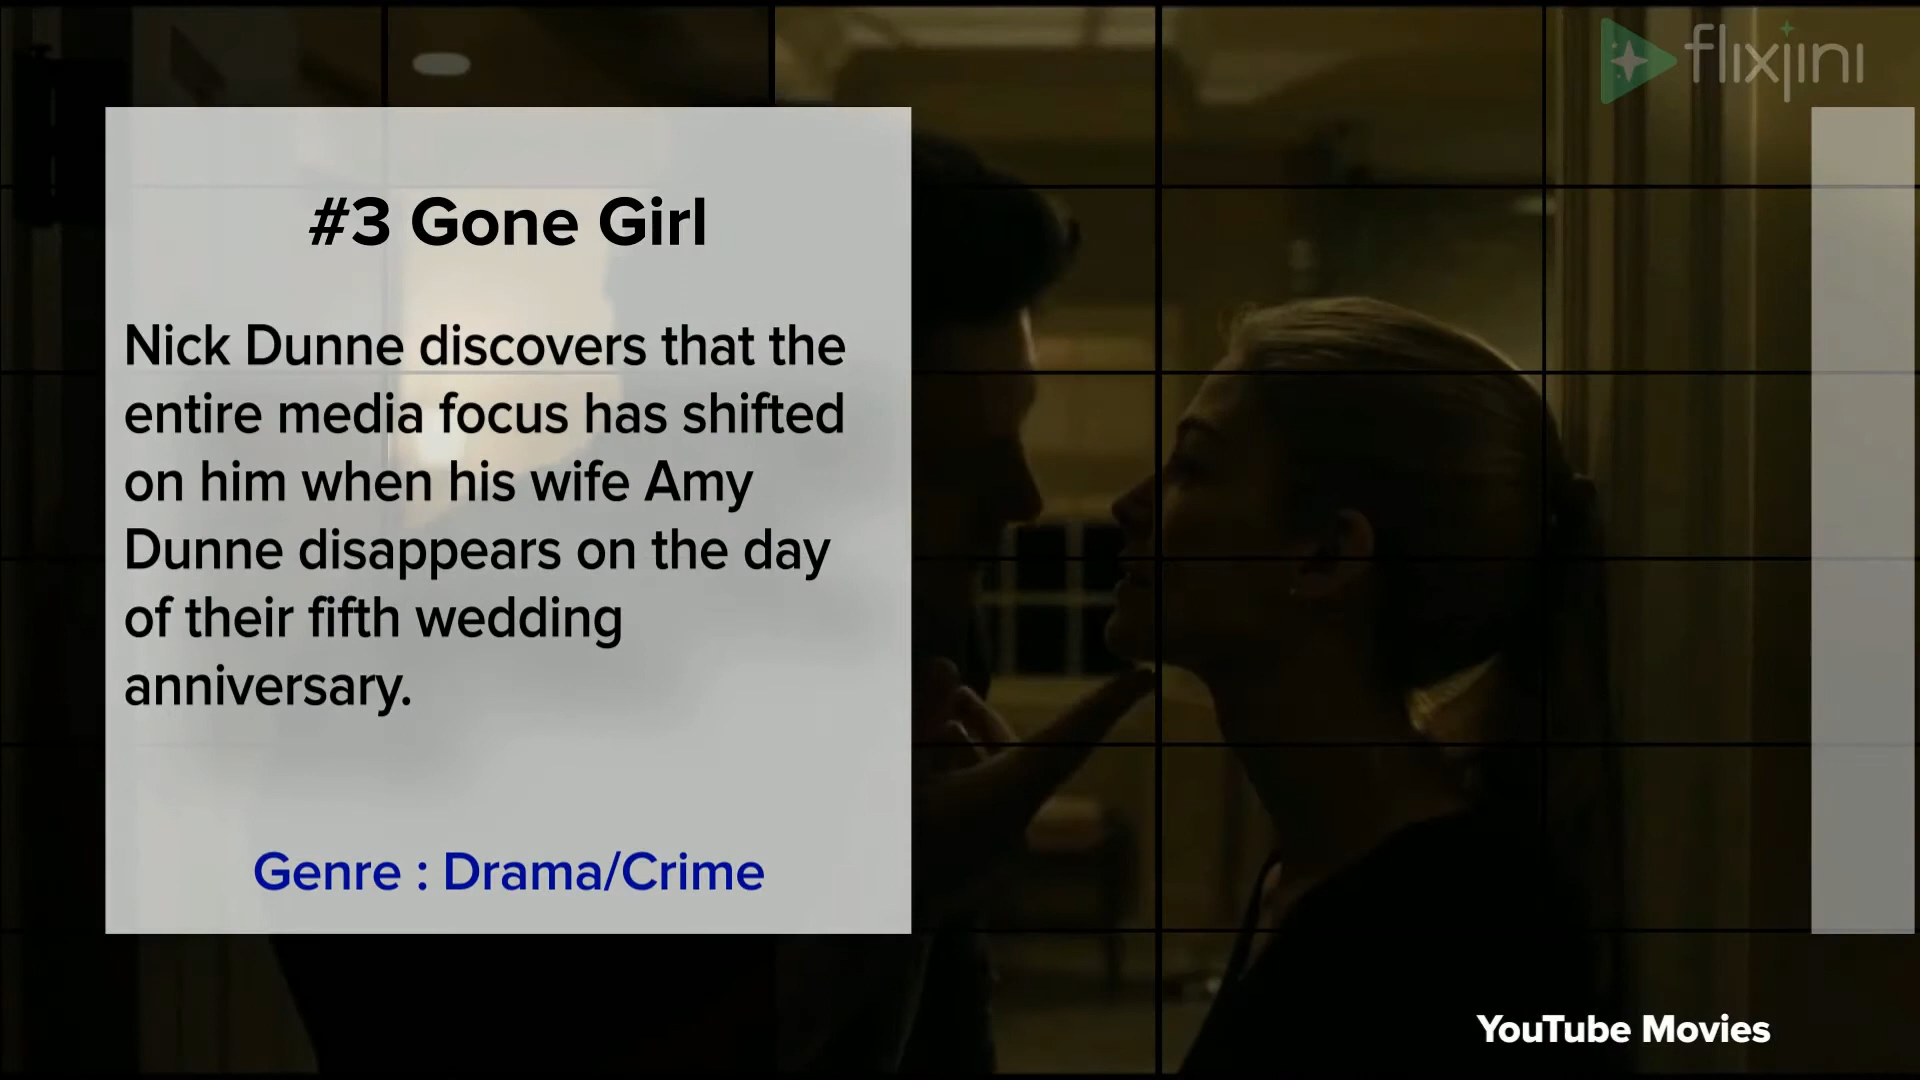 flixjini
#3 Gone Girl
Nick Dunne discovers that the
entire media focus has shifted
on him when his wife Amy
Dunne disappears on the day
of their fifth wedding
anniversary.
Genre : Drama/Crime
YouTube Movies